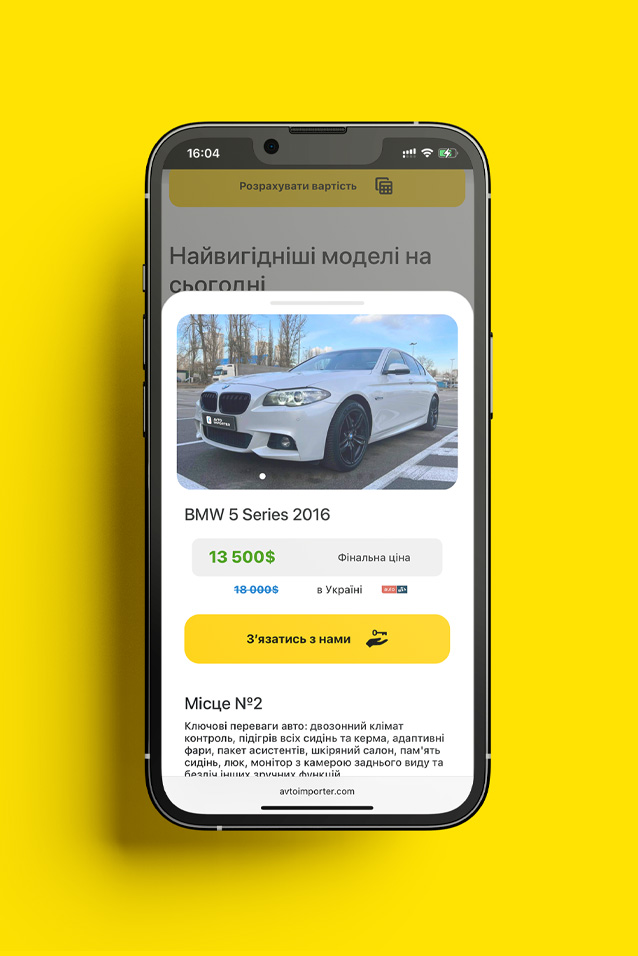 16:04
Розрахувати вартість
Найвигідніші моделі на
сьогодні
AVTO
IMPORTER
BMW 5 Series 2016
13 500$ Фінальна ціна
18 000$ в Україні
З'язатись з нами
Місце №2
Ключові переваги авто: двозонний клімат
контроль, підігрів всіх сидінь та керма, адаптивні
фари, пакет асистентів, шкіряний салон, пам'ять
сидінь, люк, монітор з камерою заднього виду та
безліч інших зручних функцій
avtoimporter.com